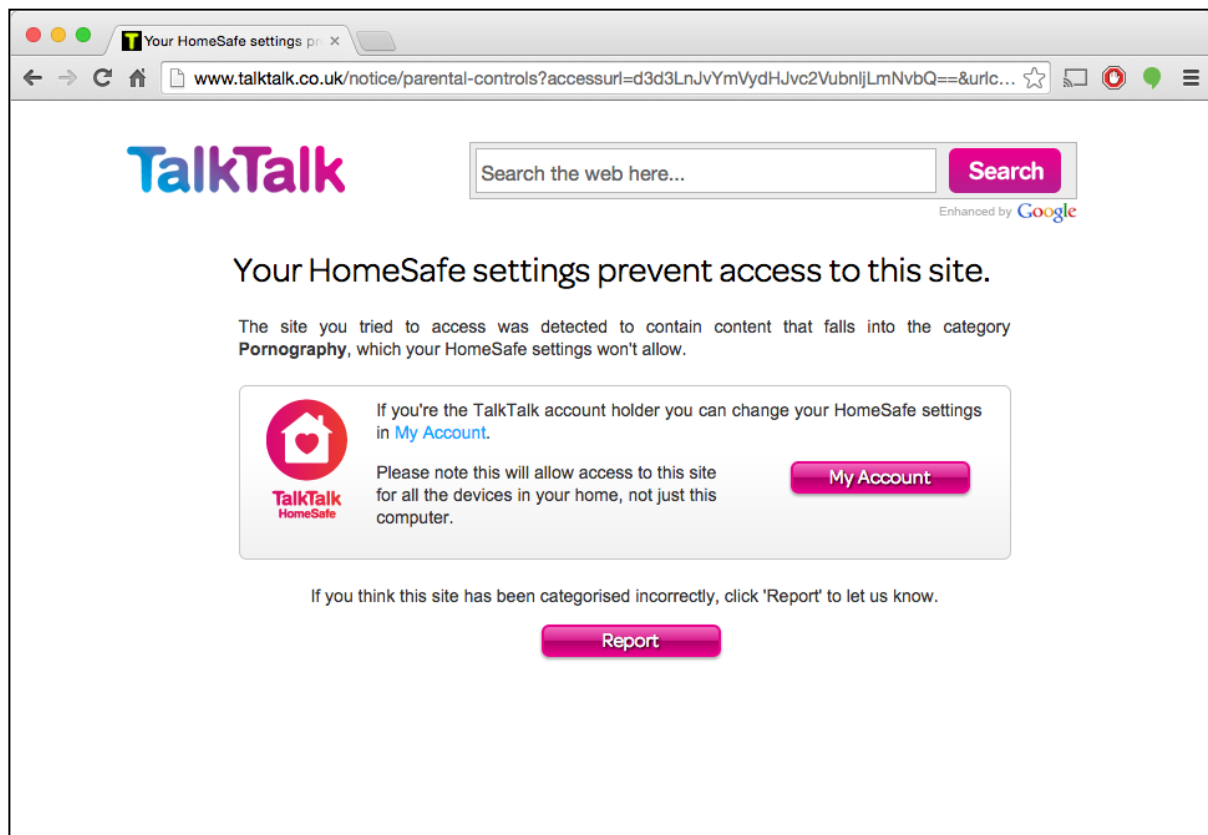 Your HomeSafe settings pr
www.talktalk.co.uk/notice/parental-controls?accessurl=d3d3LnJvYmVydHJvc2VubnljLmNvbQ==&urlc...
TalkTalk
Search the web here...
Search
Enhanced by Google
Your HomeSafe settings prevent access to this site.
The site you tried to access was detected to contain content that falls into the category
Pornography, which your HomeSafe settings won't allow.
If you're the TalkTalk account holder you can change your HomeSafe settings
in My Account.
Please note this will allow access to this site
for all the devices in your home, not just this
computer.
My Account
TalkTalk
HomeSafe
If you think this site has been categorised incorrectly, click 'Report' to let us know.
Report